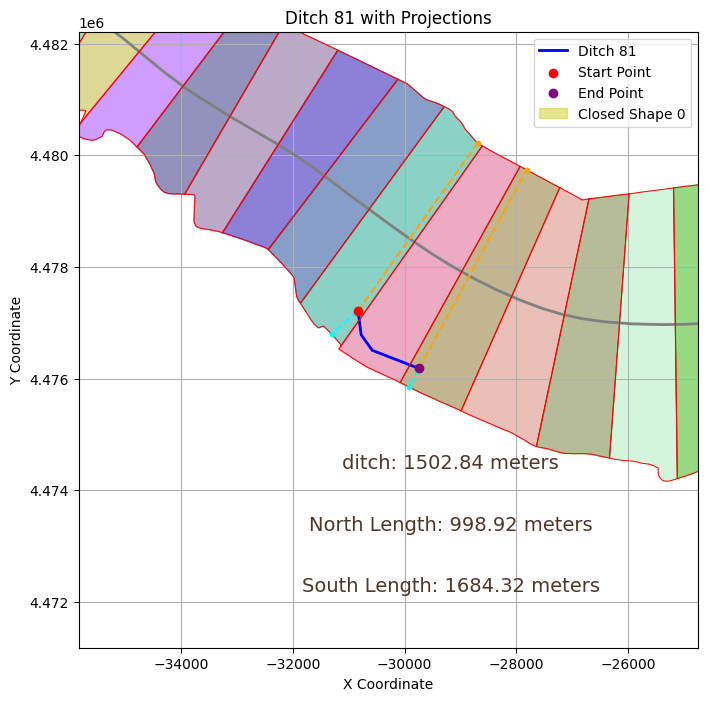 Ditch 81 with Projections
1e6
Ditch 81
Start Point
End Point
Closed Shape 0
4.482
4.480
4.478
4.476
4.474
4.472
Y Coordinate
ditch: 1502.84 meters
North Length: 998.92 meters
South Length: 1684.32 meters
−34000
−32000
−30000
−28000
−26000
X Coordinate